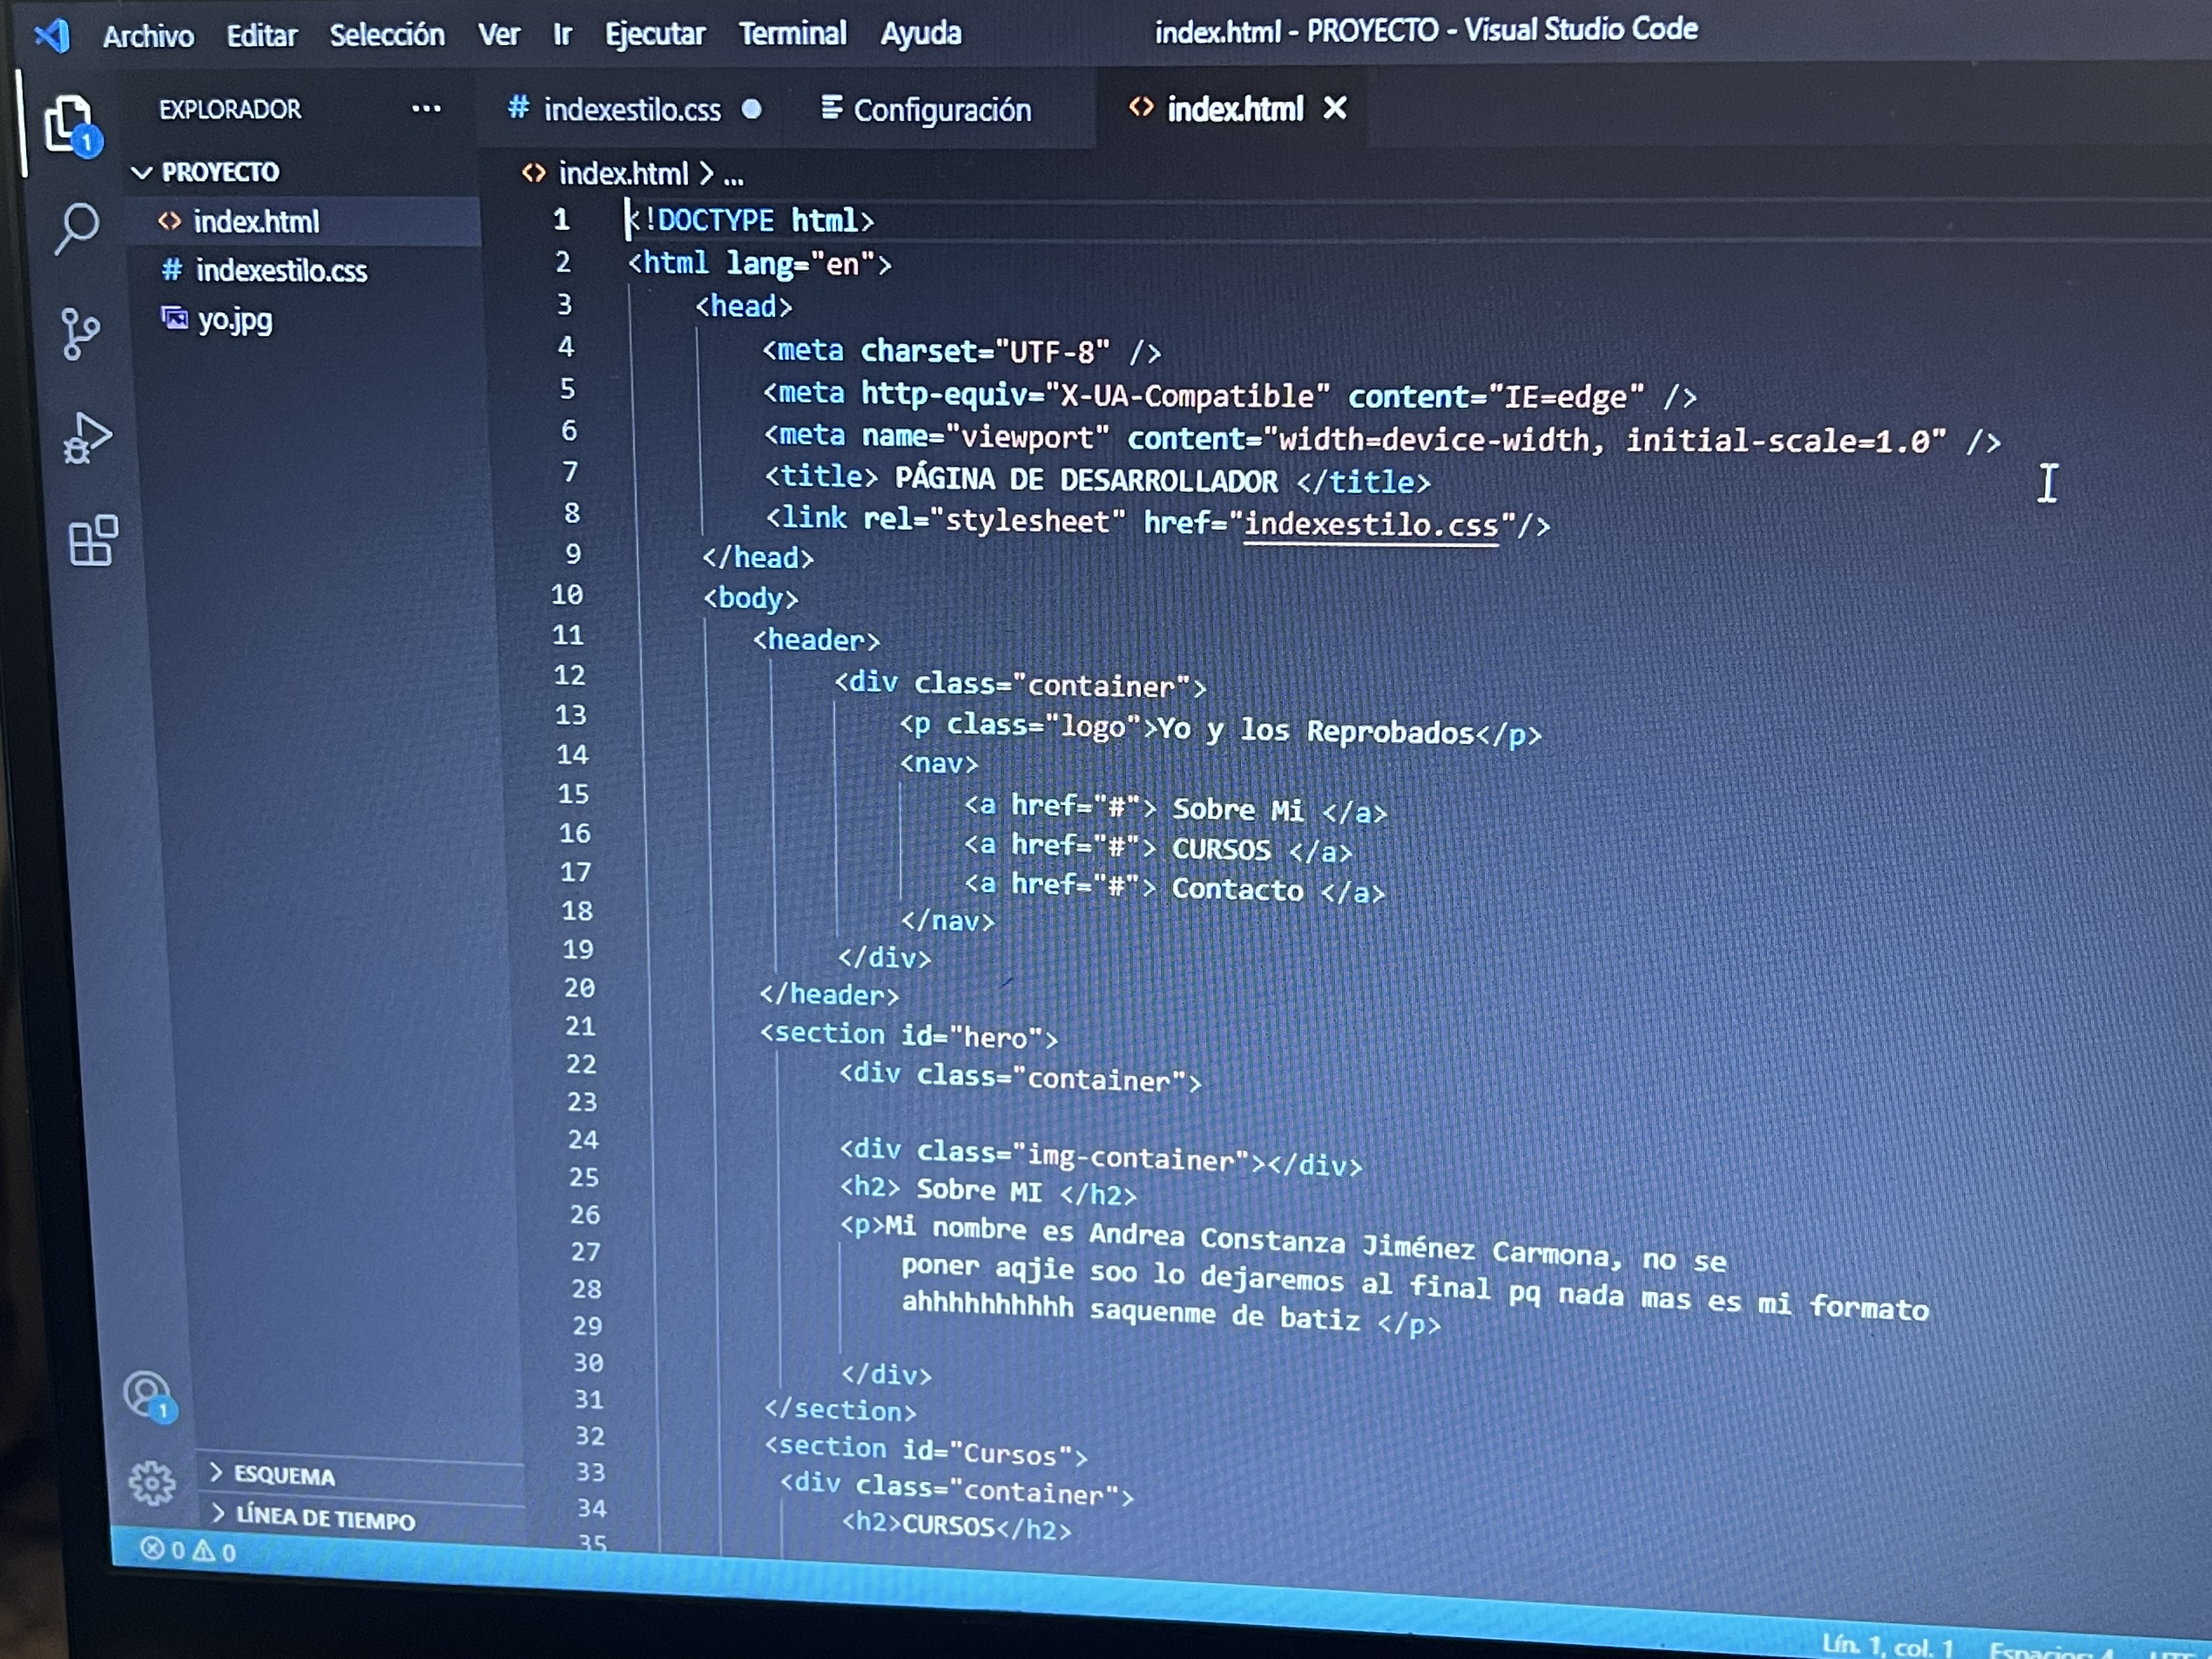 Archivo Editar Selección Ver Ir Ejecutar Terminal Ayuda index.html - PROYECTO - Visual Studio Code
EXPLORADOR ... # indexestilo.css Configuración <> index.html
PROYECTO
<> index.html
# indexestilo.css
yo.jpg
1
<> index.html > ...
1 <!DOCTYPE html>
2 <html lang="en">
3 <head>
4 <meta charset="UTF-8" />
5 <meta http-equiv="X-UA-Compatible" content="IE=edge" />
6 <meta name="viewport" content="width=device-width, initial-scale=1.0" />
7 <title> PÁGINA DE DESARROLLADOR </title>
8 <link rel="stylesheet" href="indexestilo.css"/>
9 </head>
10 <body>
11 <header>
12 <div class="container">
13 <p class="logo">Yo y los Reprobados</p>
14 <nav>
15 <a href="#"> Sobre Mi </a>
16 <a href="#"> CURSOS </a>
17 <a href="#"> Contacto </a>
18 </nav>
19 </div>
20 </header>
21 <section id="hero">
22 <div class="container">
23
24 <div class="img-container"></div>
25 <h2> Sobre MI </h2>
26 <p>Mi nombre es Andrea Constanza Jiménez Carmona, no se
27 poner aqjie soo lo dejaremos al final pq nada mas es mi formato
28 ahhhhhhhhhh saquenme de batiz </p>
29
30 </div>
31 </section>
32 <section id="Cursos">
33 <div class="container">
34 <h2>CURSOS</h2>
35
1
ESQUEMA
LÍNEA DE TIEMPO
0 0
Lín. 1, col. 1 Espacios: 4